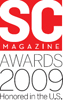 SC
MAGAZINE
AWARDS
2009
Honored in the U.S.